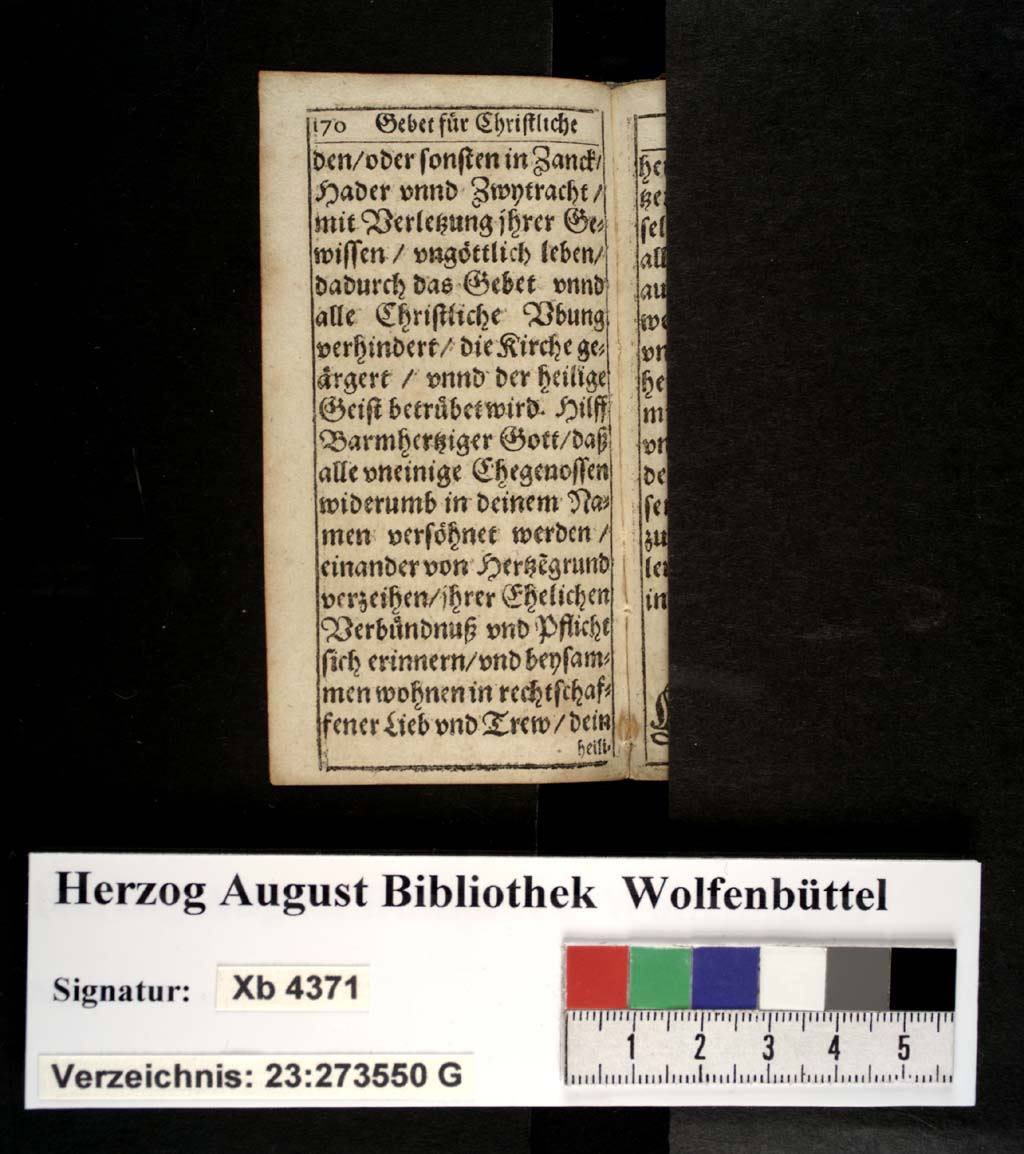 170 Gebet für Christliche
den/oder sonsten in Zanck/
Hader vnnd Zwytracht/
mit Verletzung jhrer Ge-
wissen / vngöttlich leben/
dadurch das Gebet vnnd
alle Christliche Vbung
verhindert/ die Kirche ge-
ärgert / vnnd der heilige
Geist betrübet wird. Hilff
Barmhertziger Gott/daß
alle vneinige Ehegenossen
widerumb in deinem Na-
men versöhnet werden /
einander von Hertzēgrund
verzeihen/jhrer Ehelichen
Verbündnuß vnd Pflicht
sich erinnern/vnd beysam-
men wohnen in rechtschaf-
fener Lieb vnd Trew/dein
heili-
Herzog August Bibliothek Wolfenbüttel
Signatur: Xb 4371
Verzeichnis: 23:273550 G
1 2 3 4 5